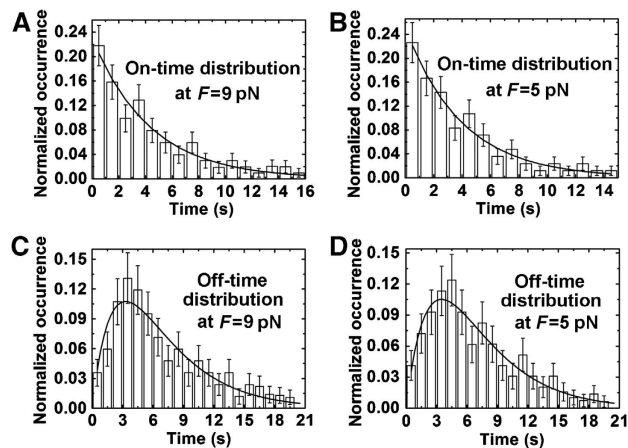 A
Normalized occurrence
0.24
0.20
0.16
0.12
0.08
0.04
0.00
On-time distribution
at F=9 pN
0 2 4 6 8 10 12 14 16
Time (s)
B
Normalized occurrence
0.24
0.20
0.16
0.12
0.08
0.04
0.00
On-time distribution
at F=5 pN
0 2 4 6 8 10 12 14
Time (s)
C
Normalized occurrence
0.15
0.12
0.09
0.06
0.03
0.00
Off-time
distribution
at F=9 pN
0 3 6 9 12 15 18 21
Time (s)
D
Normalized occurrence
0.15
0.12
0.09
0.06
0.03
0.00
Off-time
distribution
at F=5 pN
0 3 6 9 12 15 18 21
Time (s)